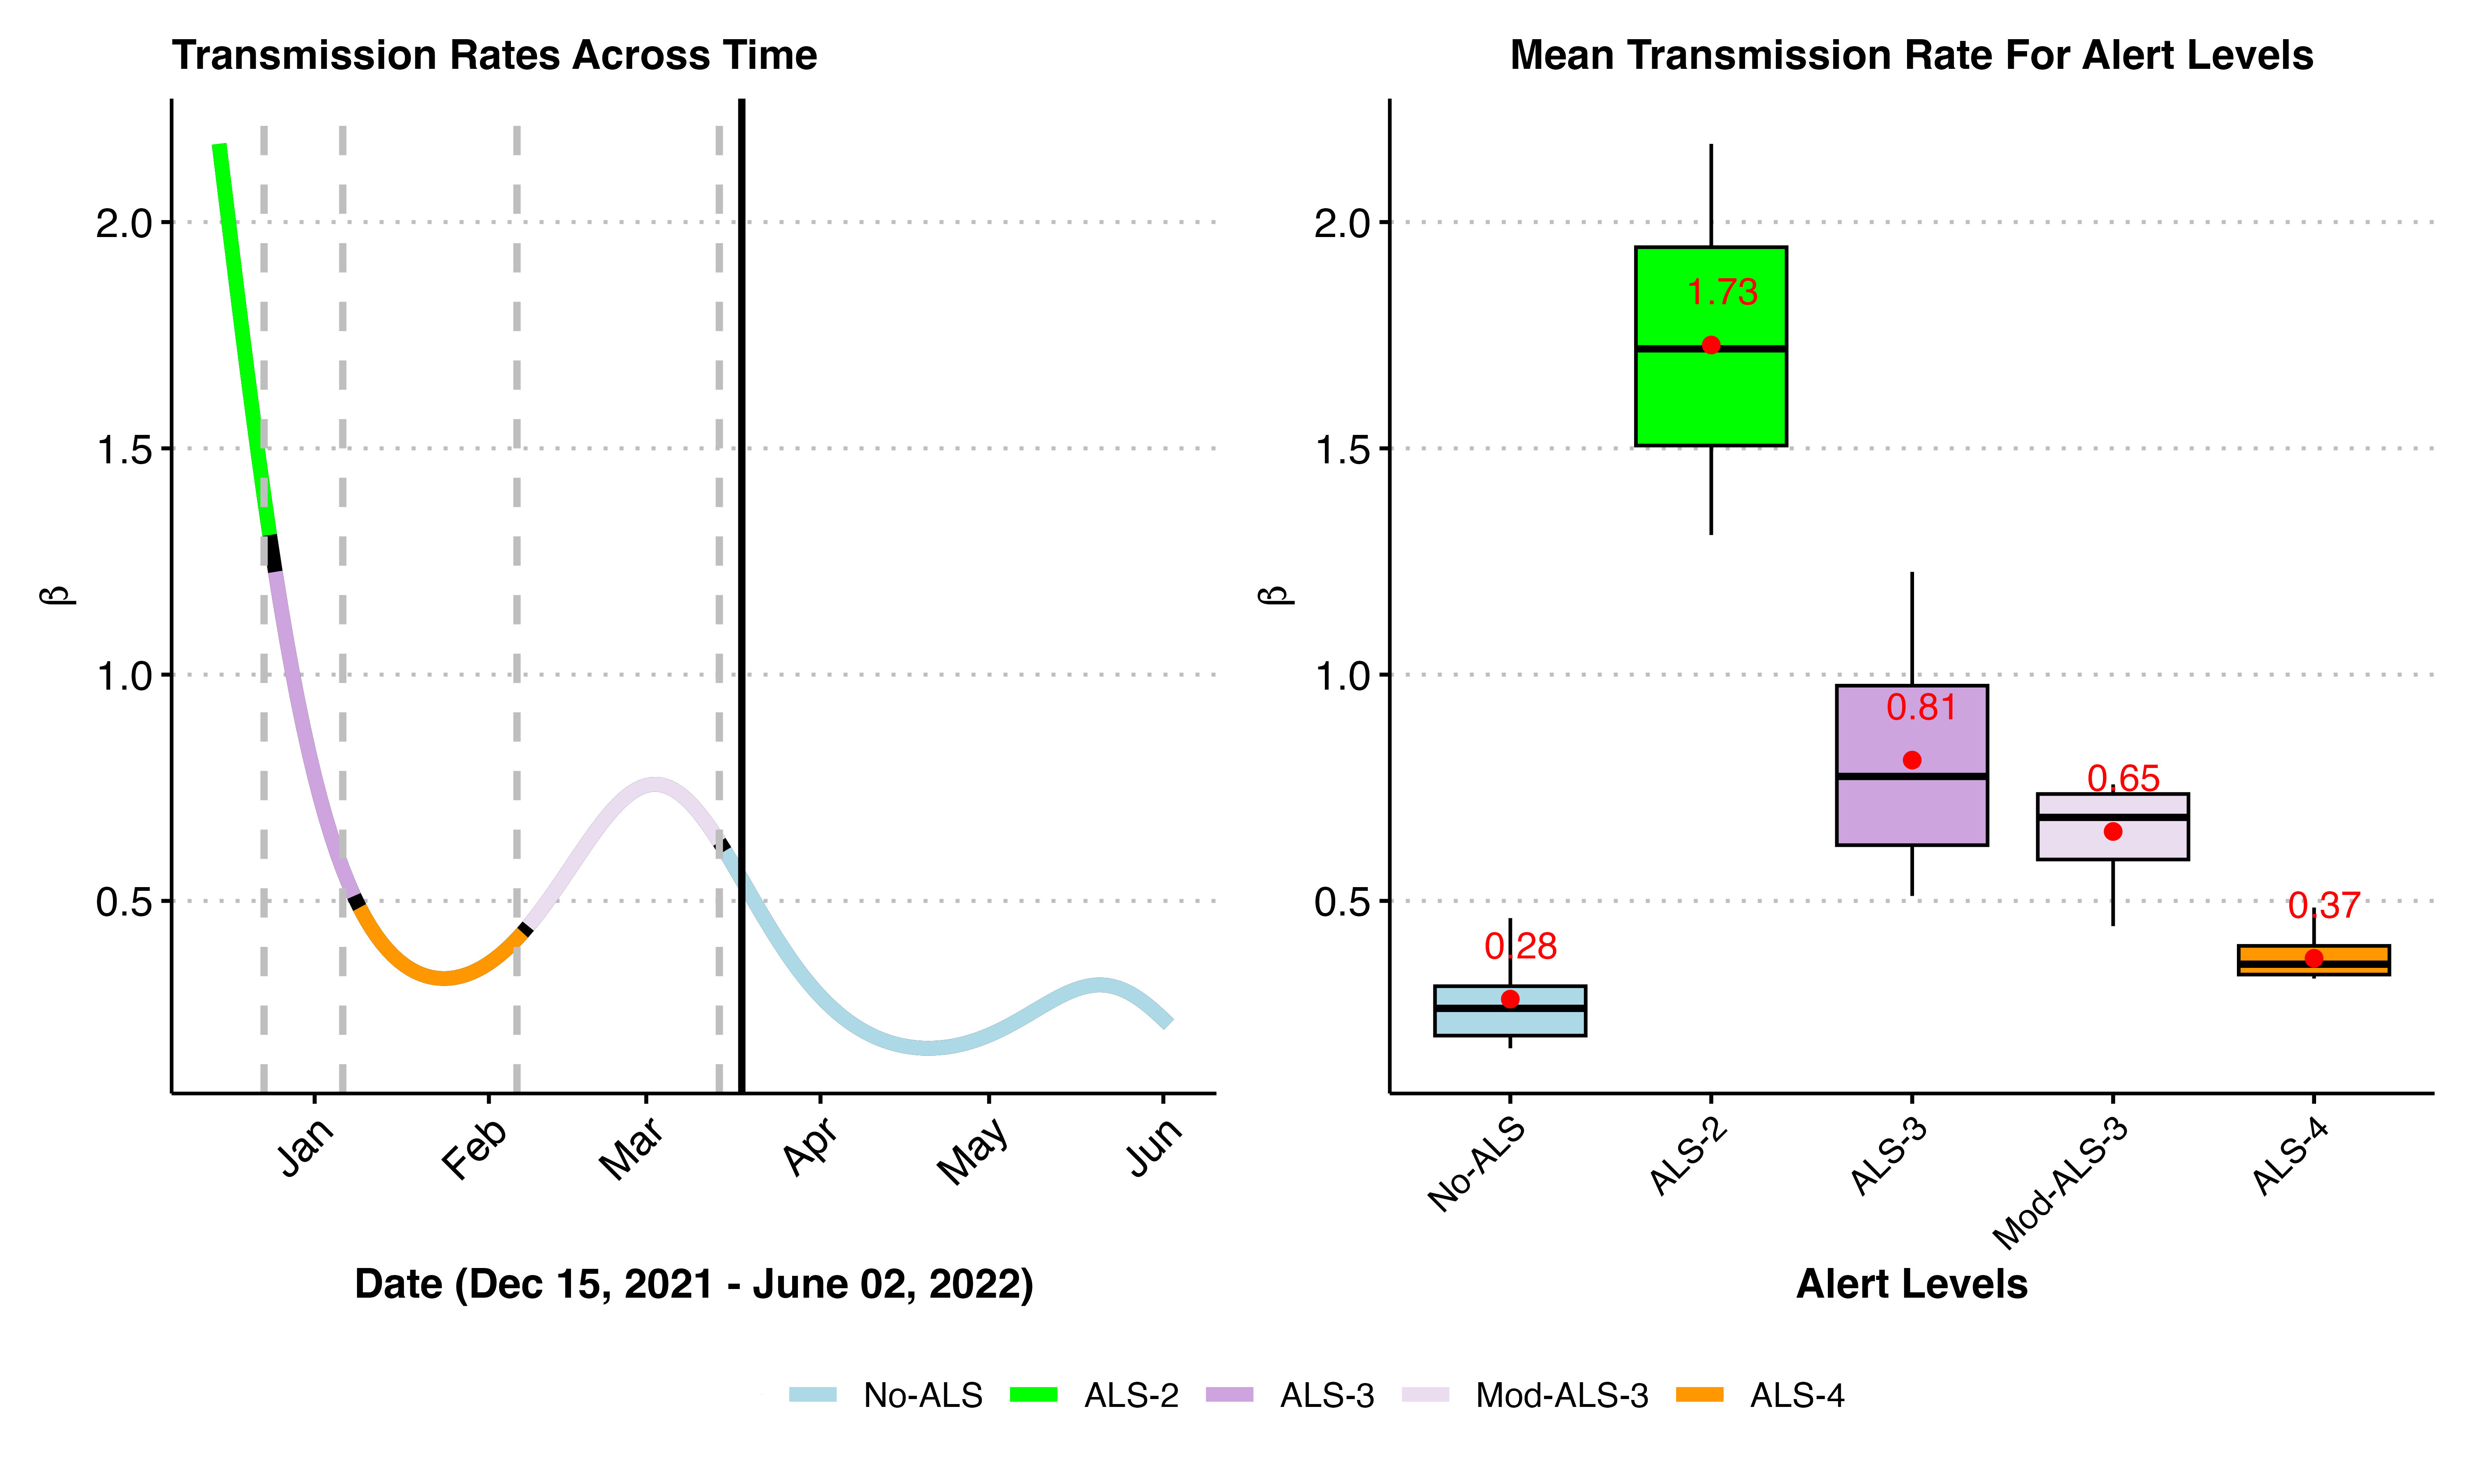 Transmission Rates Across Time
β
2.0
1.5
1.0
0.5
Jan
Feb
Mar
Apr
May
Jun
Date (Dec 15, 2021 - June 02, 2022)
Mean Transmission Rate For Alert Levels
β
2.0
1.5
1.0
0.5
0.28
1.73
0.81
0.65
0.37
No-ALS
ALS-2
ALS-3
Mod-ALS-3
ALS-4
Alert Levels
No-ALS ALS-2 ALS-3 Mod-ALS-3 ALS-4